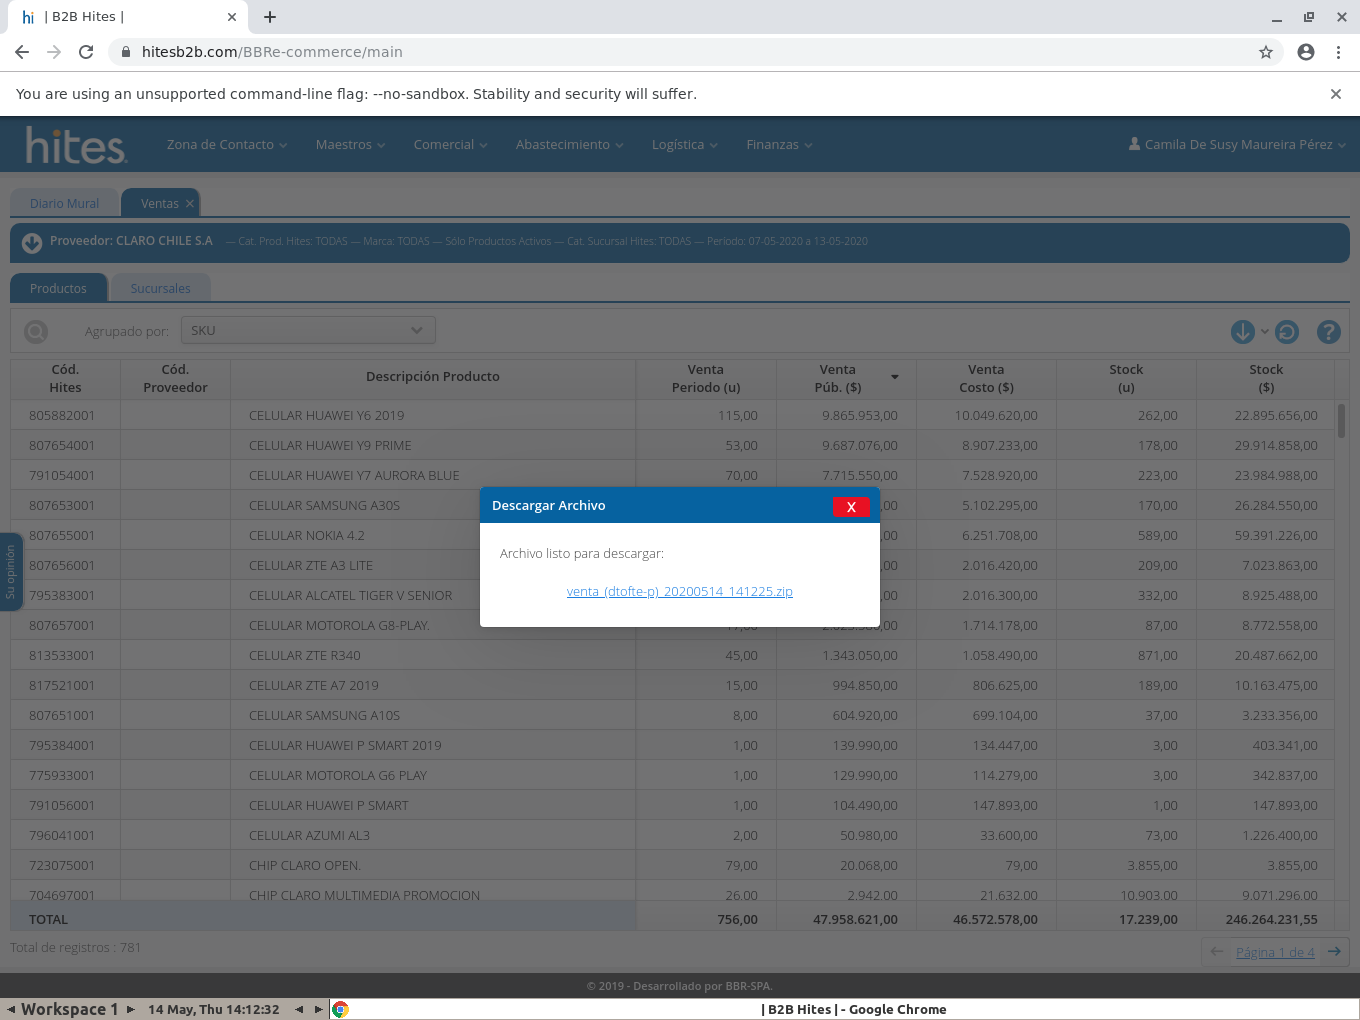 | B2B Hites |
hitesb2b.com/BBRe-commerce/main
You are using an unsupported command-line flag: --no-sandbox. Stability and security will suffer.
hites
Zona de Contacto Maestros Comercial Abastecimiento Logística Finanzas Camila De Susy Maureira Pérez
Diario Mural Ventas
Proveedor: CLARO CHILE S.A — Cat. Prod. Hites: TODAS — Marca: TODAS — Sólo Productos Activos — Cat. Sucursal Hites: TODAS — Período: 07-05-2020 a 13-05-2020
Productos Sucursales
Agrupado por: SKU
Cód. Hites Cód. Proveedor Descripción Producto Venta Periodo (u) Venta Púb. ($) Venta Costo ($) Stock (u) Stock ($)
805882001 CELULAR HUAWEI Y6 2019 115,00 9.865.953,00 10.049.620,00 262,00 22.895.656,00
807654001 CELULAR HUAWEI Y9 PRIME 53,00 9.687.076,00 8.907.233,00 178,00 29.914.858,00
791054001 CELULAR HUAWEI Y7 AURORA BLUE 70,00 7.715.550,00 7.528.920,00 223,00 23.984.988,00
807653001 CELULAR SAMSUNG A30S ,00 5.102.295,00 170,00 26.284.550,00
807655001 CELULAR NOKIA 4.2 ,00 6.251.708,00 589,00 59.391.226,00
807656001 CELULAR ZTE A3 LITE ,00 2.016.420,00 209,00 7.023.863,00
795383001 CELULAR ALCATEL TIGER V SENIOR ,00 2.016.300,00 332,00 8.925.488,00
807657001 CELULAR MOTOROLA G8-PLAY. 1.714.178,00 87,00 8.772.558,00
813533001 CELULAR ZTE R340 45,00 1.343.050,00 1.058.490,00 871,00 20.487.662,00
817521001 CELULAR ZTE A7 2019 15,00 994.850,00 806.625,00 189,00 10.163.475,00
807651001 CELULAR SAMSUNG A10S 8,00 604.920,00 699.104,00 37,00 3.233.356,00
795384001 CELULAR HUAWEI P SMART 2019 1,00 139.990,00 134.447,00 3,00 403.341,00
775933001 CELULAR MOTOROLA G6 PLAY 1,00 129.990,00 114.279,00 3,00 342.837,00
791056001 CELULAR HUAWEI P SMART 1,00 104.490,00 147.893,00 1,00 147.893,00
796041001 CELULAR AZUMI AL3 2,00 50.980,00 33.600,00 73,00 1.226.400,00
723075001 CHIP CLARO OPEN. 79,00 20.068,00 79,00 3.855,00 3.855,00
704697001 CHIP CLARO MULTIMEDIA PROMOCION 26,00 2.942,00 21.632,00 10.903,00 9.071.296,00
TOTAL 756,00 47.958.621,00 46.572.578,00 17.239,00 246.264.231,55
Total de registros : 781
Página 1 de 4
Su opinión
Descargar Archivo X
Archivo listo para descargar:
venta_(dtofte-p)_20200514_141225.zip
© 2019 - Desarrollado por BBR-SPA.
Workspace 1 14 May, Thu 14:12:32 | B2B Hites | - Google Chrome